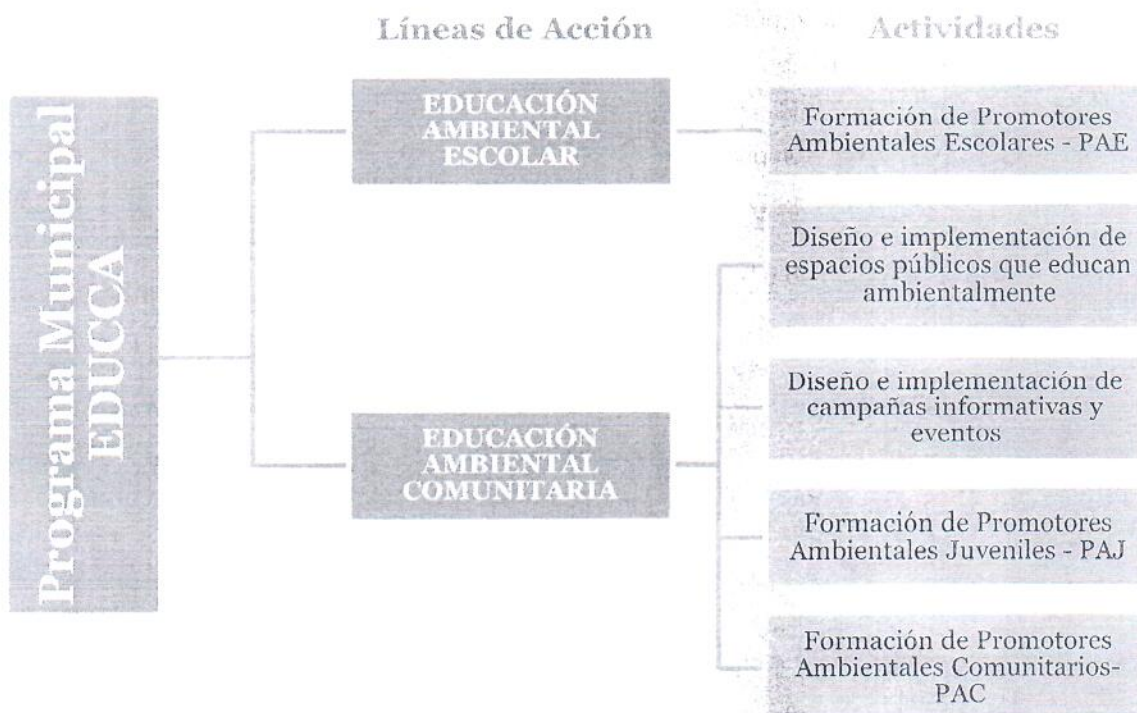 Líneas de Acción
Actividades
Programa Municipal
EDUCCA
EDUCACIÓN
AMBIENTAL
ESCOLAR
Formación de Promotores
Ambientales Escolares - PAE
EDUCACIÓN
AMBIENTAL
COMUNITARIA
Diseño e implementación de
espacios públicos que educan
ambientalmente
Diseño e implementación de
campañas informativas y
eventos
Formación de Promotores
Ambientales Juveniles - PAJ
Formación de Promotores
Ambientales Comunitarios-
PAC